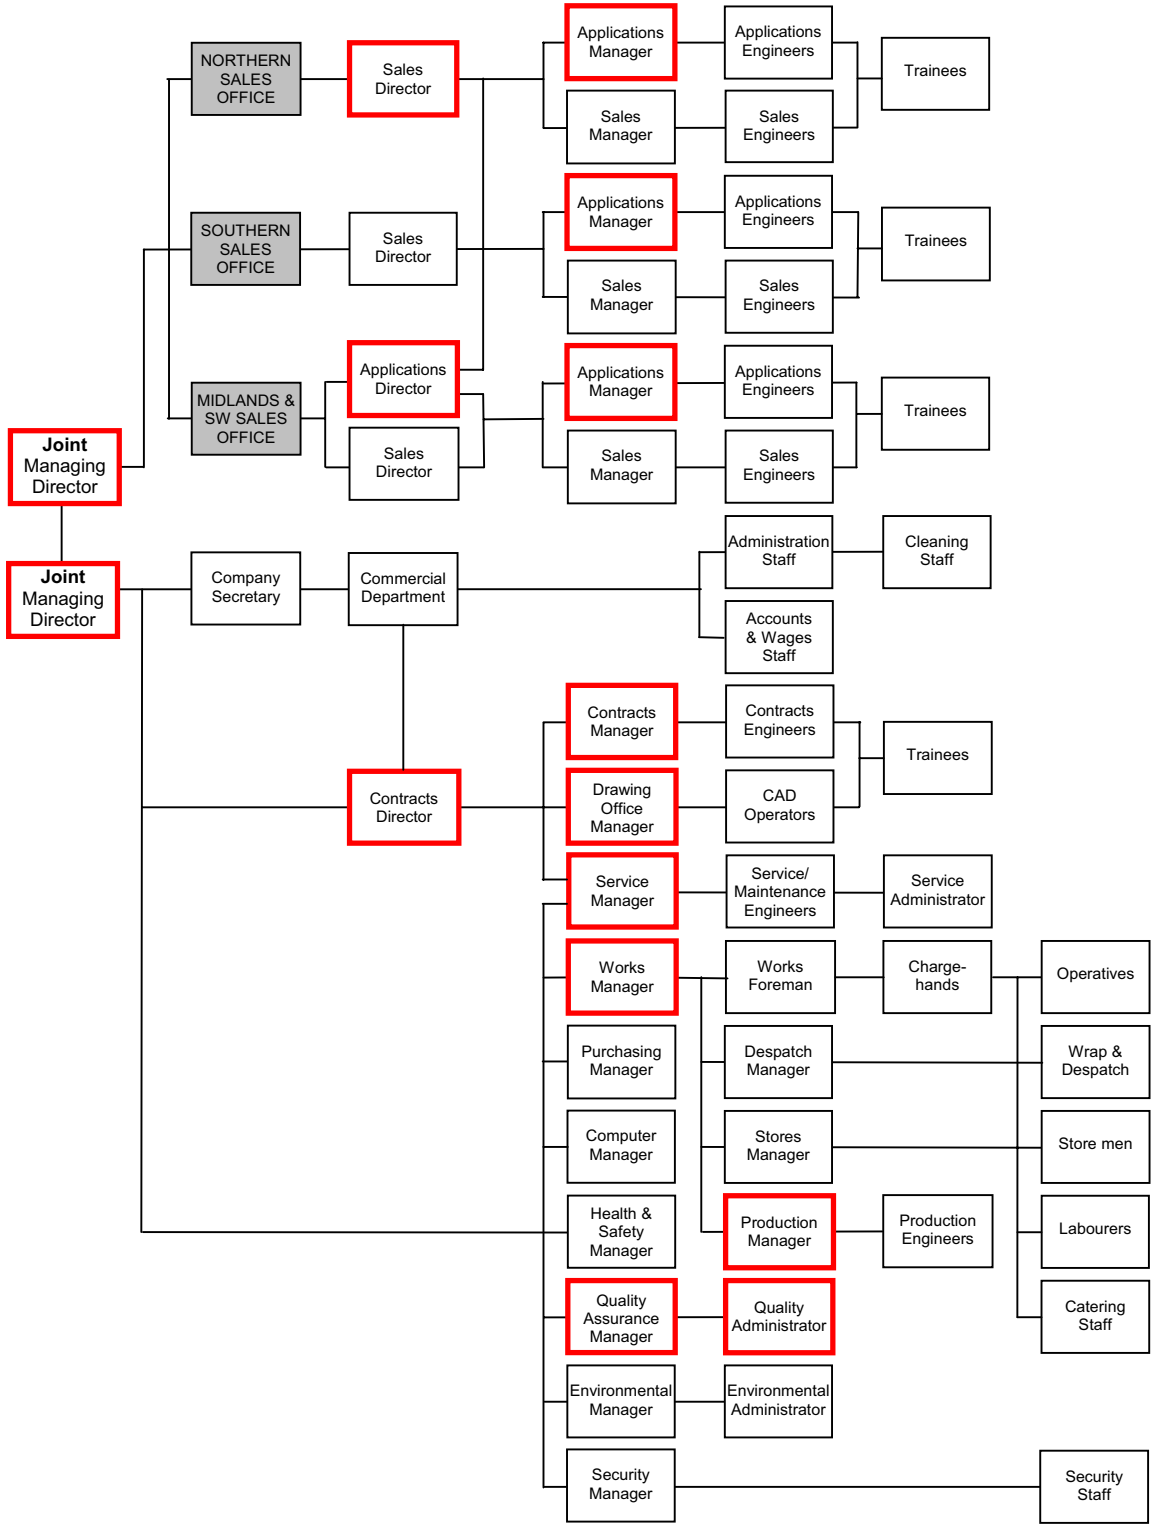 NORTHERN
SALES
OFFICE
Sales
Director
Applications
Manager
Applications
Engineers
Trainees
Sales
Manager
Sales
Engineers
SOUTHERN
SALES
OFFICE
Sales
Director
Applications
Manager
Applications
Engineers
Trainees
Sales
Manager
Sales
Engineers
MIDLANDS &
SW SALES
OFFICE
Applications
Director
Sales
Director
Applications
Manager
Applications
Engineers
Trainees
Sales
Manager
Sales
Engineers
Joint
Managing
Director
Joint
Managing
Director
Company
Secretary
Commercial
Department
Administration
Staff
Cleaning
Staff
Accounts
& Wages
Staff
Contracts
Director
Contracts
Manager
Contracts
Engineers
Trainees
Drawing
Office
Manager
CAD
Operators
Service
Manager
Service/
Maintenance
Engineers
Service
Administrator
Works
Manager
Works
Foreman
Charge-
hands
Operatives
Purchasing
Manager
Despatch
Manager
Wrap &
Despatch
Computer
Manager
Stores
Manager
Store men
Health &
Safety
Manager
Production
Manager
Production
Engineers
Labourers
Quality
Assurance
Manager
Quality
Administrator
Catering
Staff
Environmental
Manager
Environmental
Administrator
Security
Manager
Security
Staff